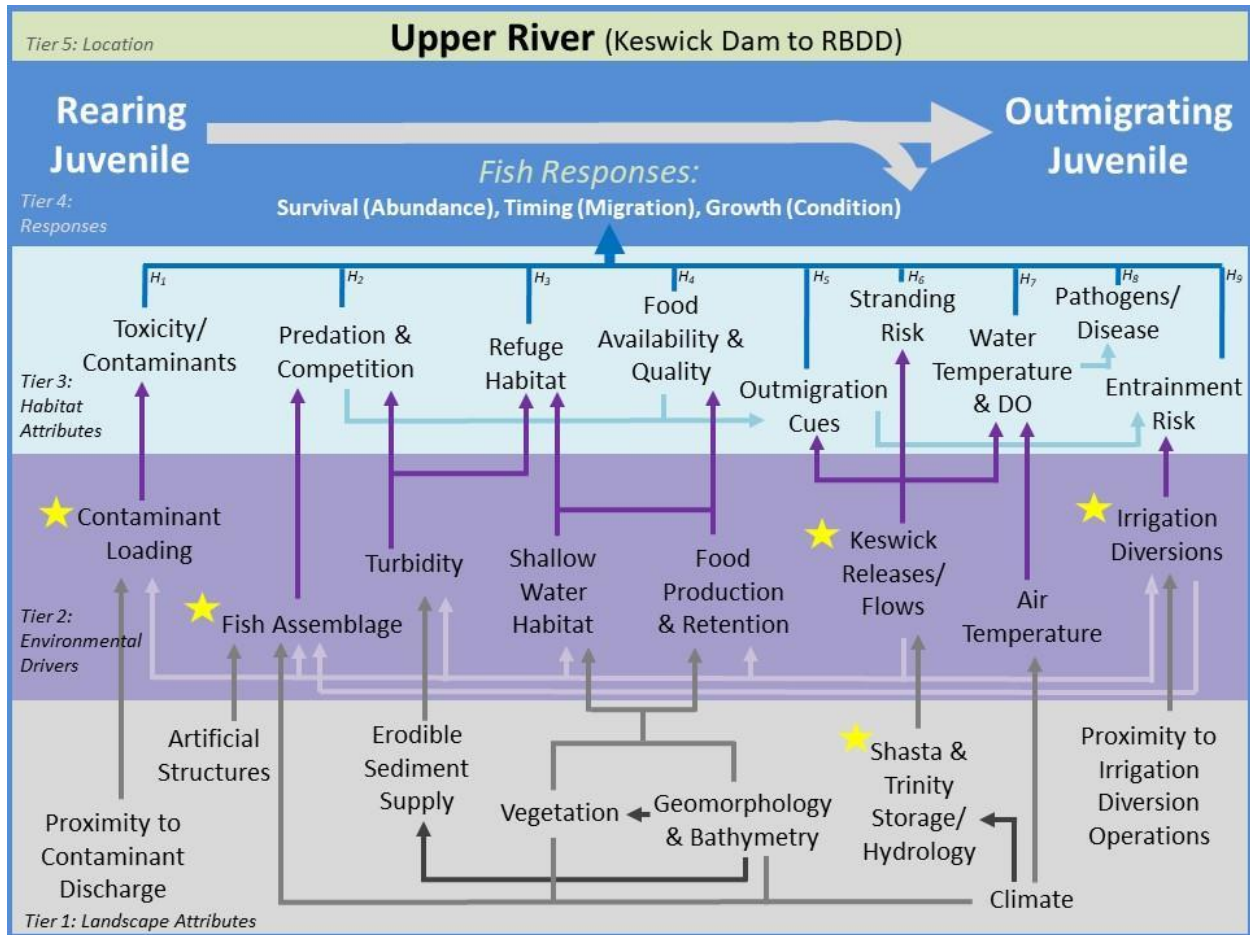 Tier 5: Location
Upper River (Keswick Dam to RBDD)
Rearing
Juvenile
Outmigrating
Juvenile
Fish Responses:
Survival (Abundance), Timing (Migration), Growth (Condition)
Tier 4:
Responses
H1
H2
H3
H4
H5
H6
H7
H8
H9
Toxicity/
Contaminants
Predation &
Competition
Refuge
Habitat
Food
Availability &
Quality
Outmigration
Cues
Stranding
Risk
Water
Temperature
& DO
Pathogens/
Disease
Entrainment
Risk
Tier 3:
Habitat
Attributes
Contaminant
Loading
Fish Assemblage
Turbidity
Shallow
Water
Habitat
Food
Production
& Retention
Keswick
Releases/
Flows
Air
Temperature
Irrigation
Diversions
Tier 2:
Environmental
Drivers
Proximity to
Contaminant
Discharge
Artificial
Structures
Erodible
Sediment
Supply
Vegetation
Geomorphology
& Bathymetry
Shasta &
Trinity
Storage/
Hydrology
Climate
Proximity to
Irrigation
Diversion
Operations
Tier 1: Landscape Attributes